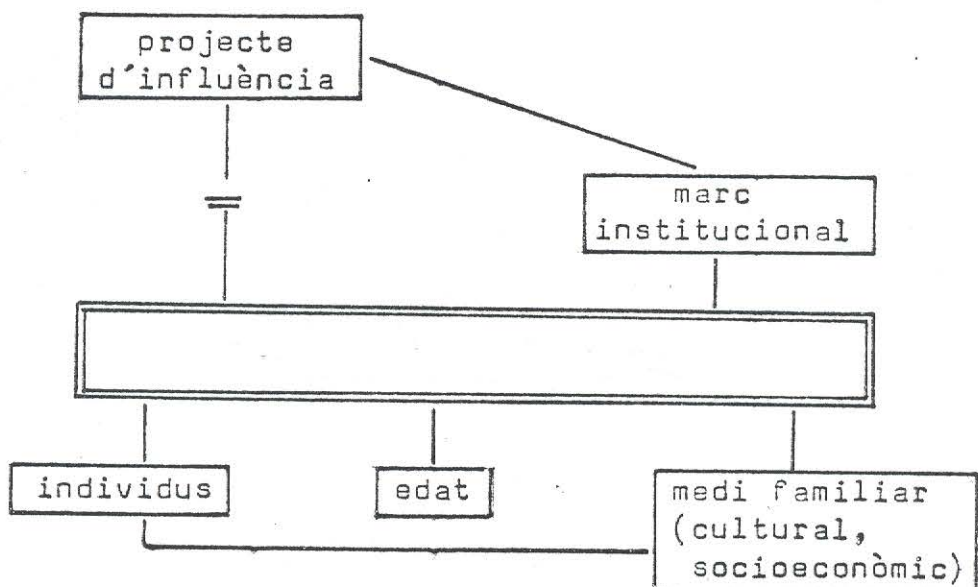 projecte
d´influència
marc
institucional
individus
edat
medi familiar
(cultural,
socioeconòmic)